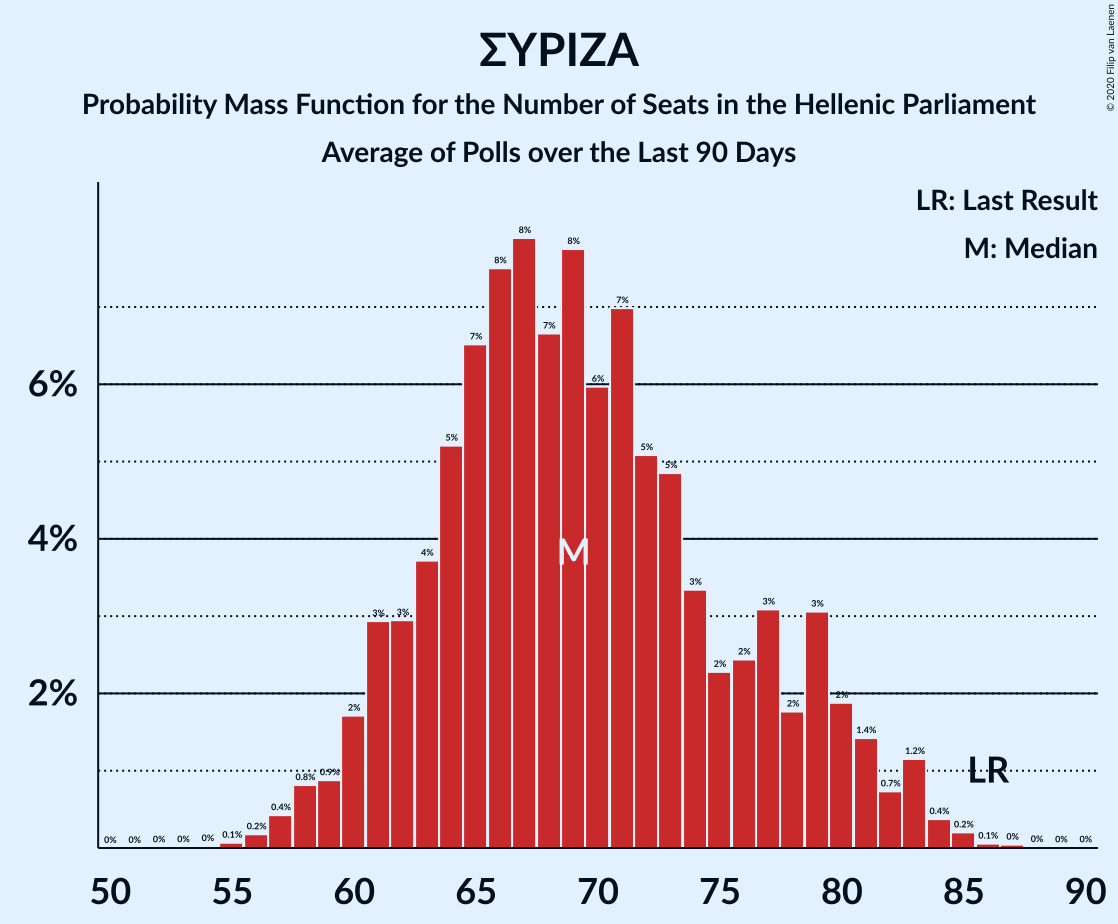 ΣΥΡΙΖΑ
Probability Mass Function for the Number of Seats in the Hellenic Parliament
Average of Polls over the Last 90 Days
© 2020 Filip van Laenen
LR: Last Result
M: Median
0% 0% 0% 0% 0% 0.1% 0.2% 0.4% 0.8% 0.9% 2% 3% 3% 4% 5% 7% 8% 8% 7% 8% 6% 7% 5% 5% 3% 2% 2% 3% 2% 3% 2% 1.4% 0.7% 1.2% 0.4% 0.2% 0.1% 0% 0% 0% 0%
6%
4%
2%
M
LR
50 55 60 65 70 75 80 85 90